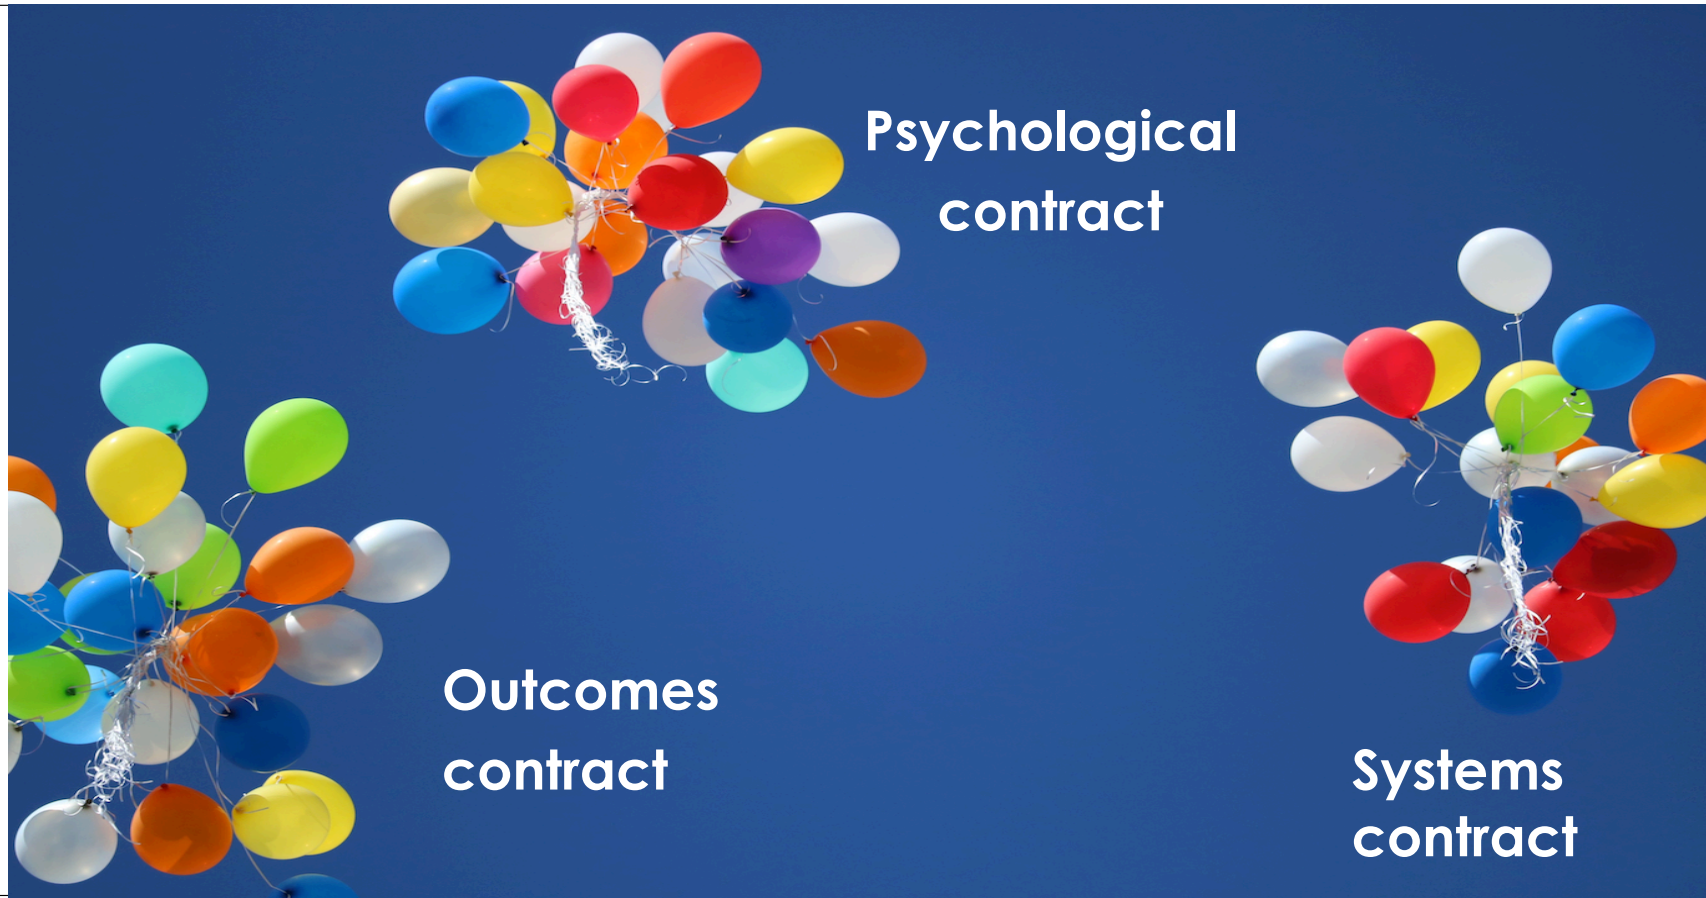 Psychological
contract
Outcomes
contract
Systems
contract